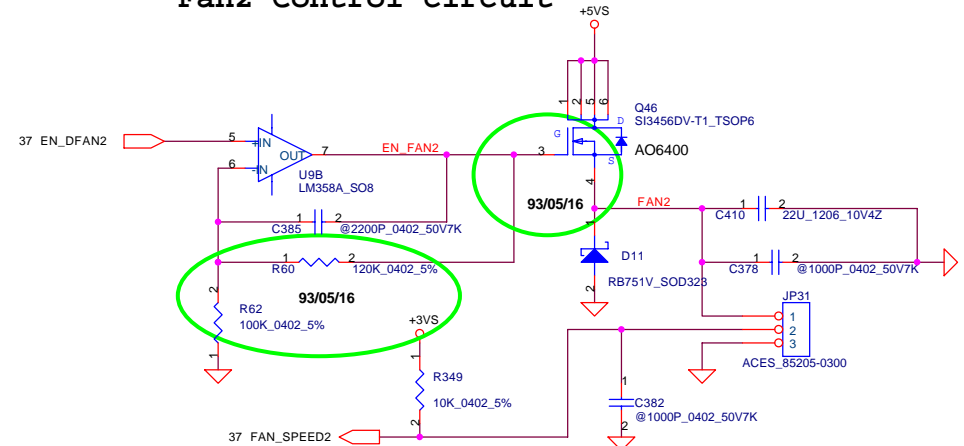 Fan2 Control Circuit
+5VS
1
2
5
6
Q46
SI3456DV-T1_TSOP6
D
G
S
AO6400
3
4
37 EN_DFAN2
5
+IN
6
-IN
OUT
7
EN_FAN2
U9B
LM358A_SO8
93/05/16
FAN2
1
2
C385
@2200P_0402_50V7K
1
2
C410
22U_1206_10V4Z
1
D11
2
RB751V_SOD323
1
2
C378
@1000P_0402_50V7K
1
2
R60
120K_0402_5%
93/05/16
2
R62
100K_0402_5%
1
JP31
1
2
3
ACES_85205-0300
+3VS
1
R349
10K_0402_5%
2
1
C382
@1000P_0402_50V7K
2
37 FAN_SPEED2